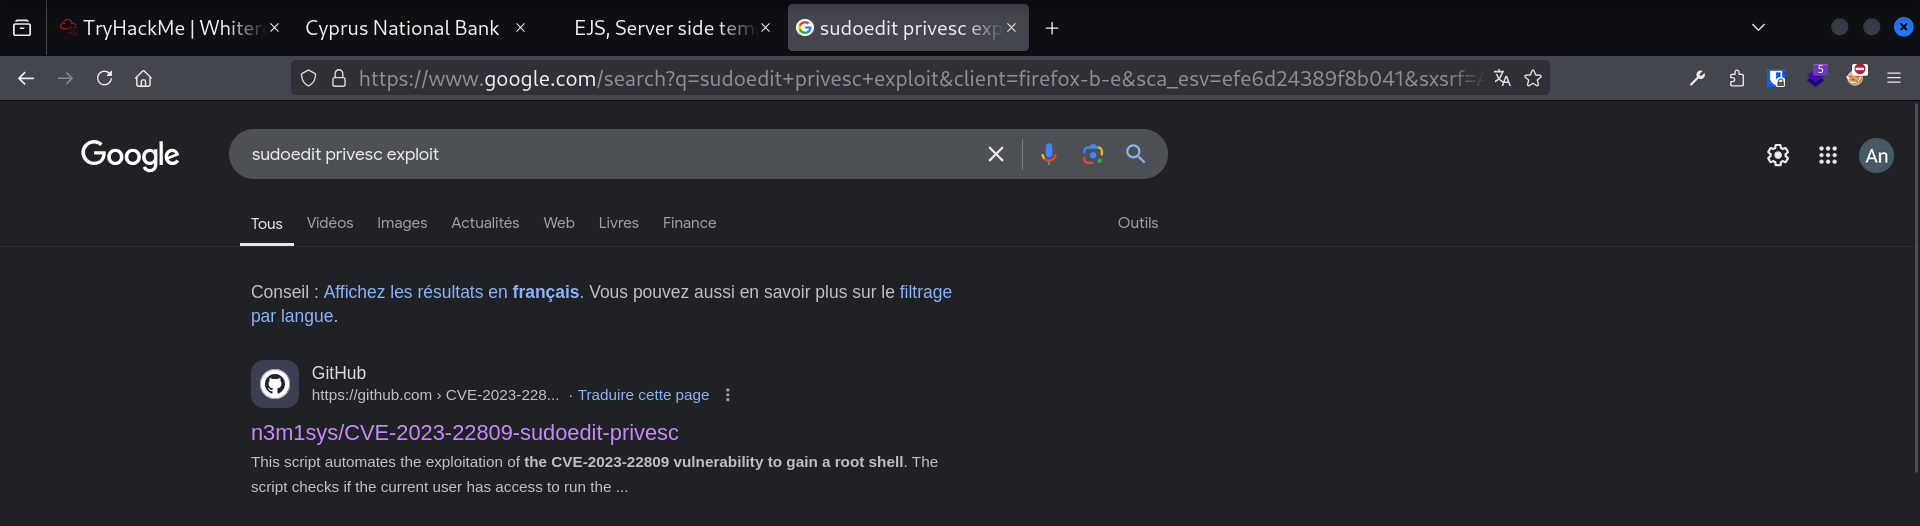 TryHackMe | Whitero
Cyprus National Bank
EJS, Server side tem
sudoedit privesc exp
https://www.google.com/search?q=sudoedit+privesc+exploit&client=firefox-b-e&sca_esv=efe6d24389f8b041&sxsrf=
5
Google
sudoedit privesc exploit
An
Tous Vidéos Images Actualités Web Livres Finance Outils
Conseil : Affichez les résultats en français. Vous pouvez aussi en savoir plus sur le filtrage
par langue.
GitHub
https://github.com › CVE-2023-228... · Traduire cette page
n3m1sys/CVE-2023-22809-sudoedit-privesc
This script automates the exploitation of the CVE-2023-22809 vulnerability to gain a root shell. The
script checks if the current user has access to run the ...